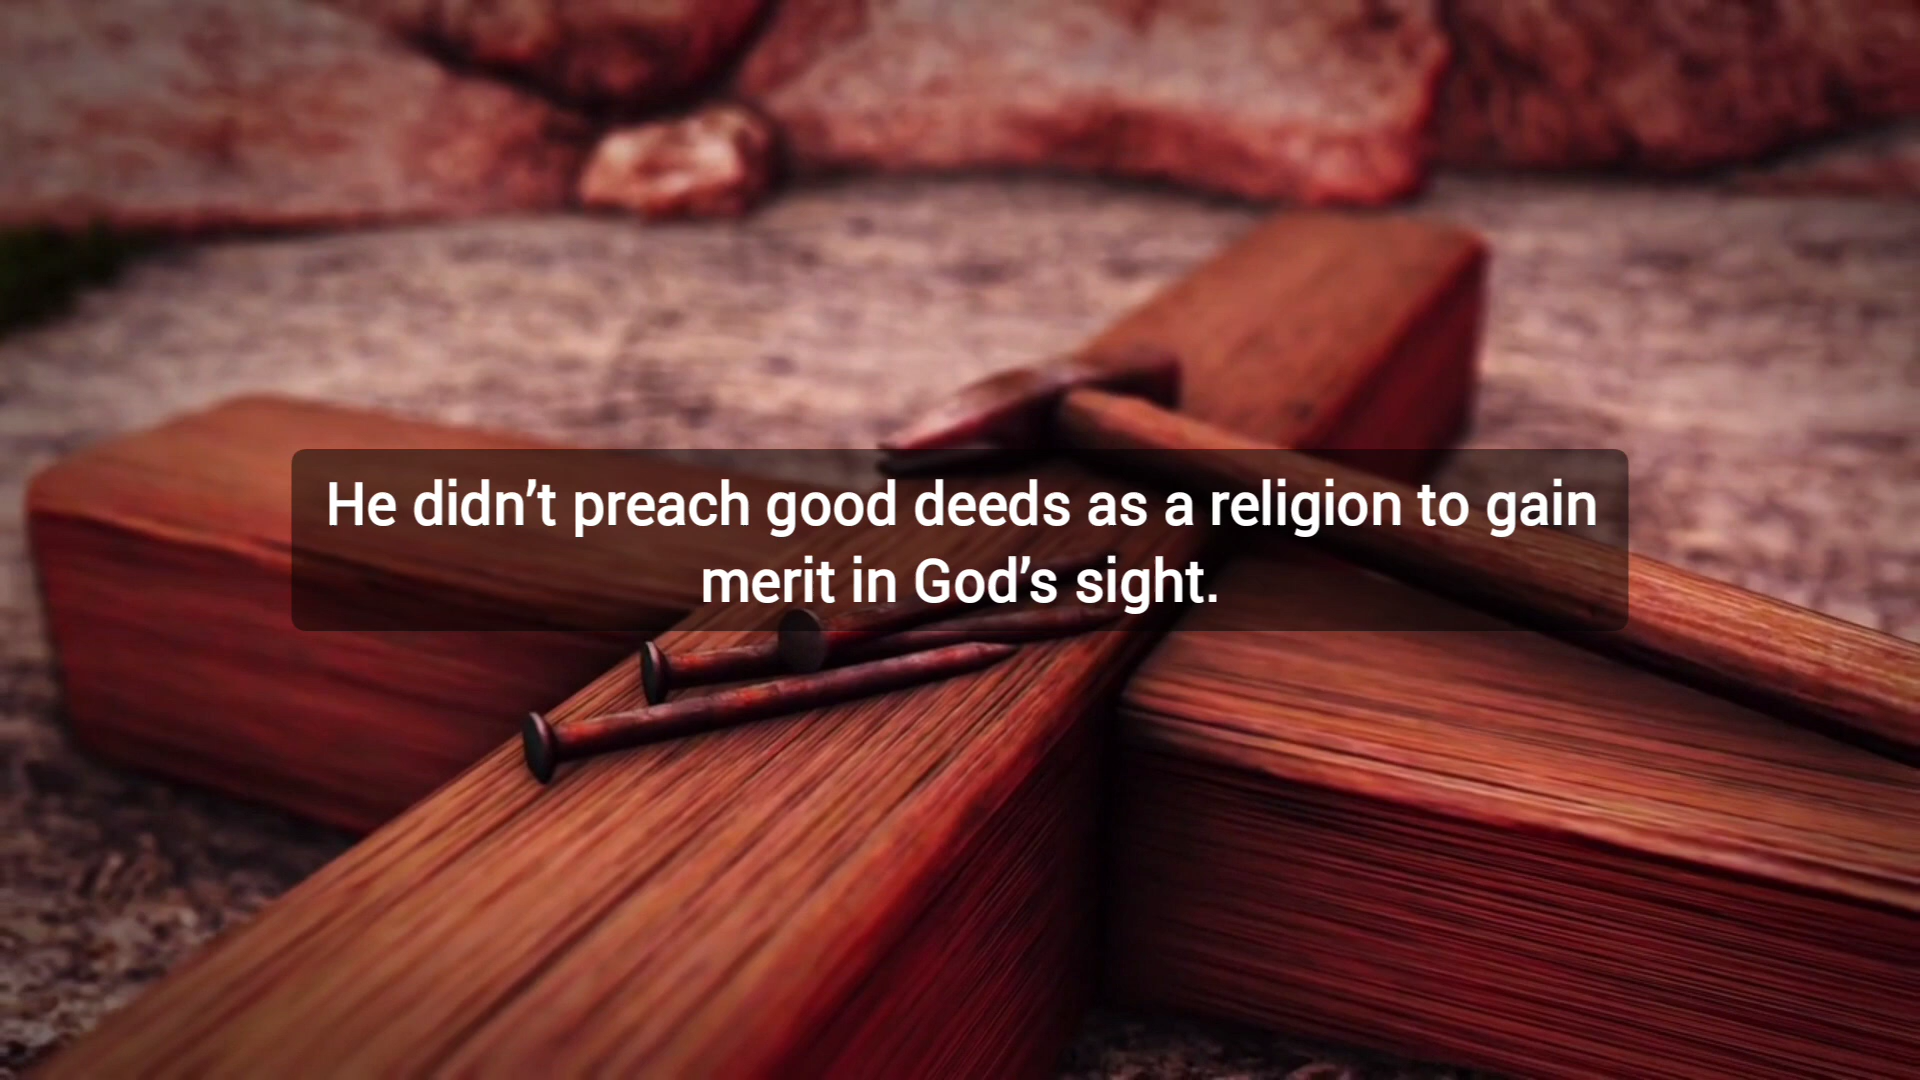 He didn’t preach good deeds as a religion to gain
merit in God’s sight.